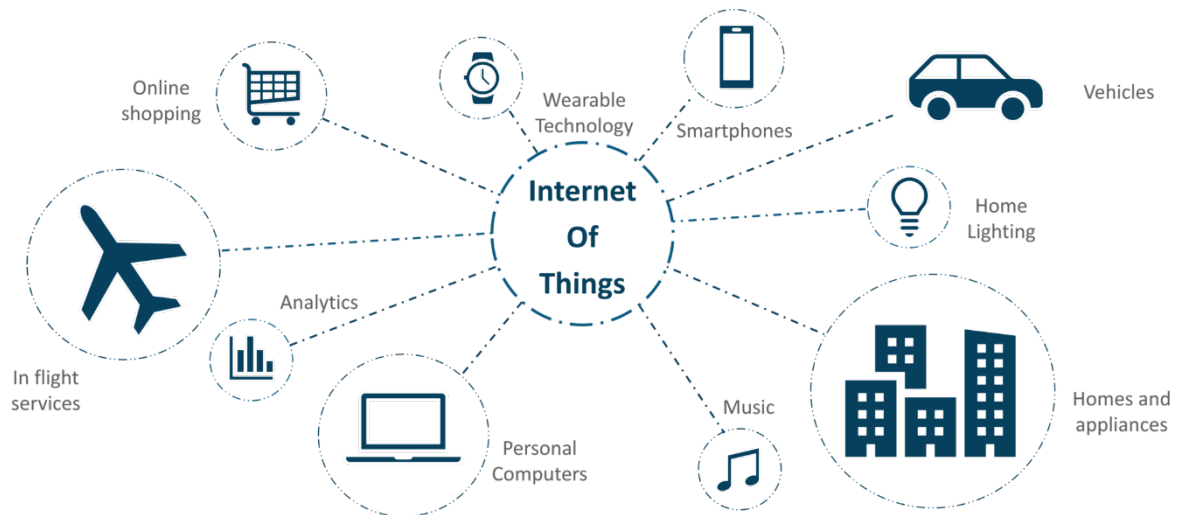 Online
shopping
Wearable
Technology
Smartphones
Vehicles
Internet
Of
Things
Home
Lighting
Analytics
In flight
services
Personal
Computers
Music
Homes and
appliances